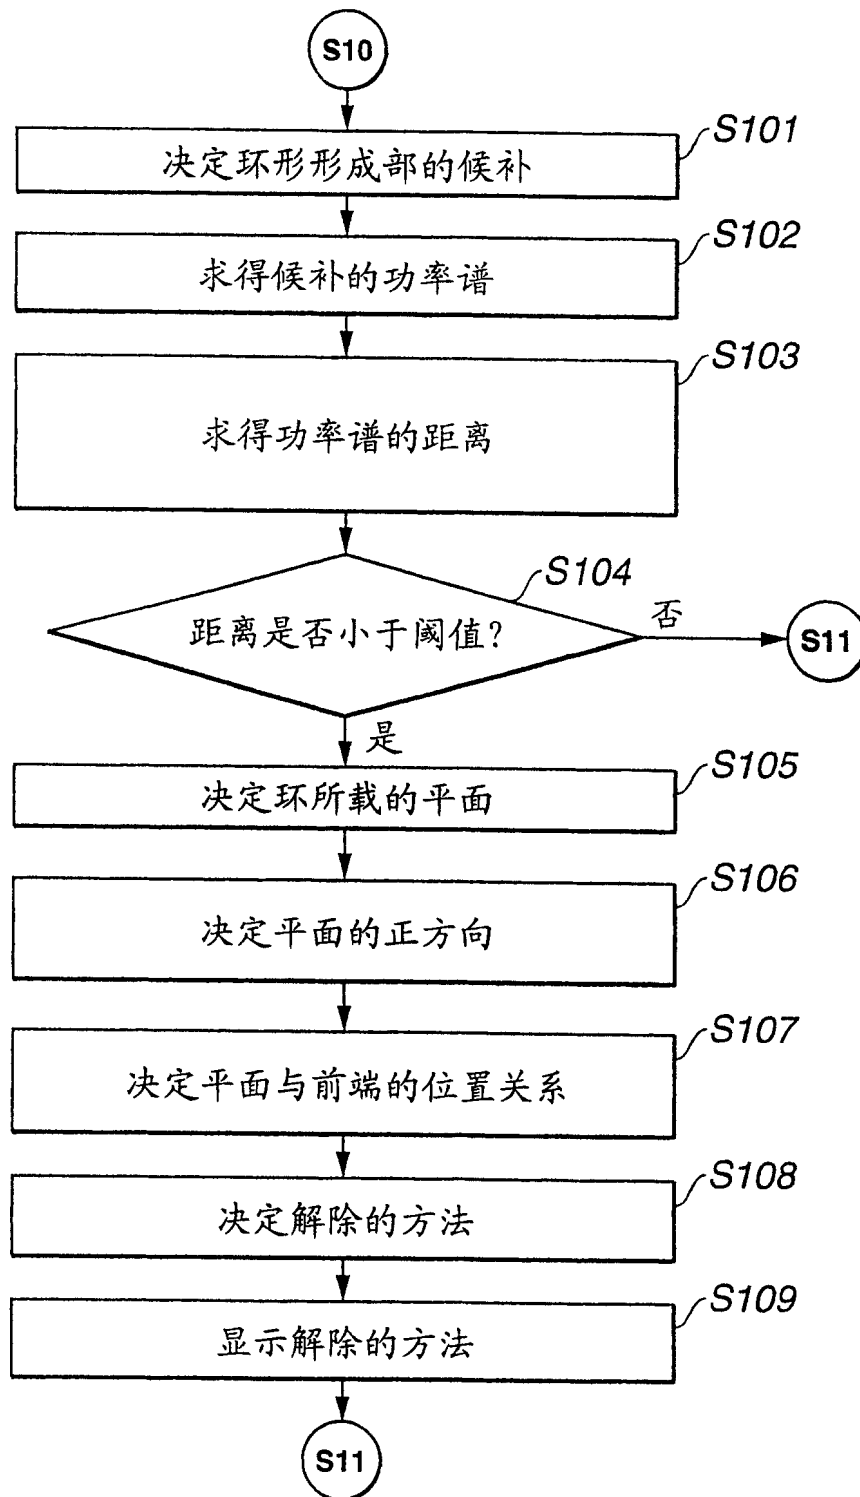 S10
S101
决定环形形成部的候补
S102
求得候补的功率谱
S103
求得功率谱的距离
S104
距离是否小于阈值?
否
S11
是
S105
决定环所载的平面
S106
决定平面的正方向
S107
决定平面与前端的位置关系
S108
决定解除的方法
S109
显示解除的方法
S11